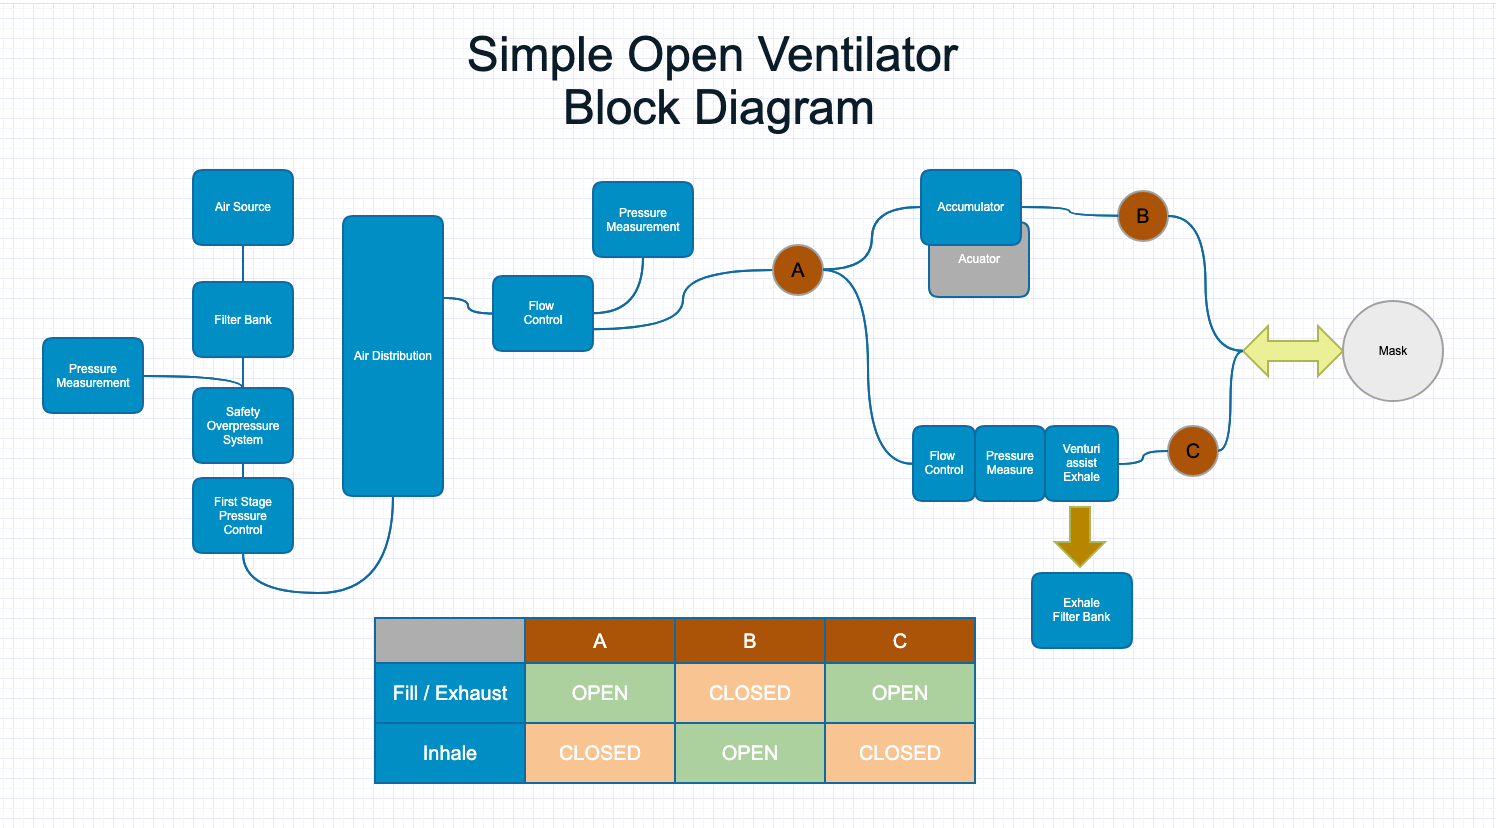 Simple Open Ventilator
Block Diagram
Air Source
Filter Bank
Pressure
Measurement
Safety
Overpressure
System
First Stage
Pressure
Control
Air Distribution
Flow
Control
Pressure
Measurement
A
Accumulator
Acuator
B
Mask
Flow
Control
Pressure
Measure
Venturi
assist
Exhale
C
Exhale
Filter Bank
A B C
Fill / Exhaust OPEN CLOSED OPEN
Inhale CLOSED OPEN CLOSED